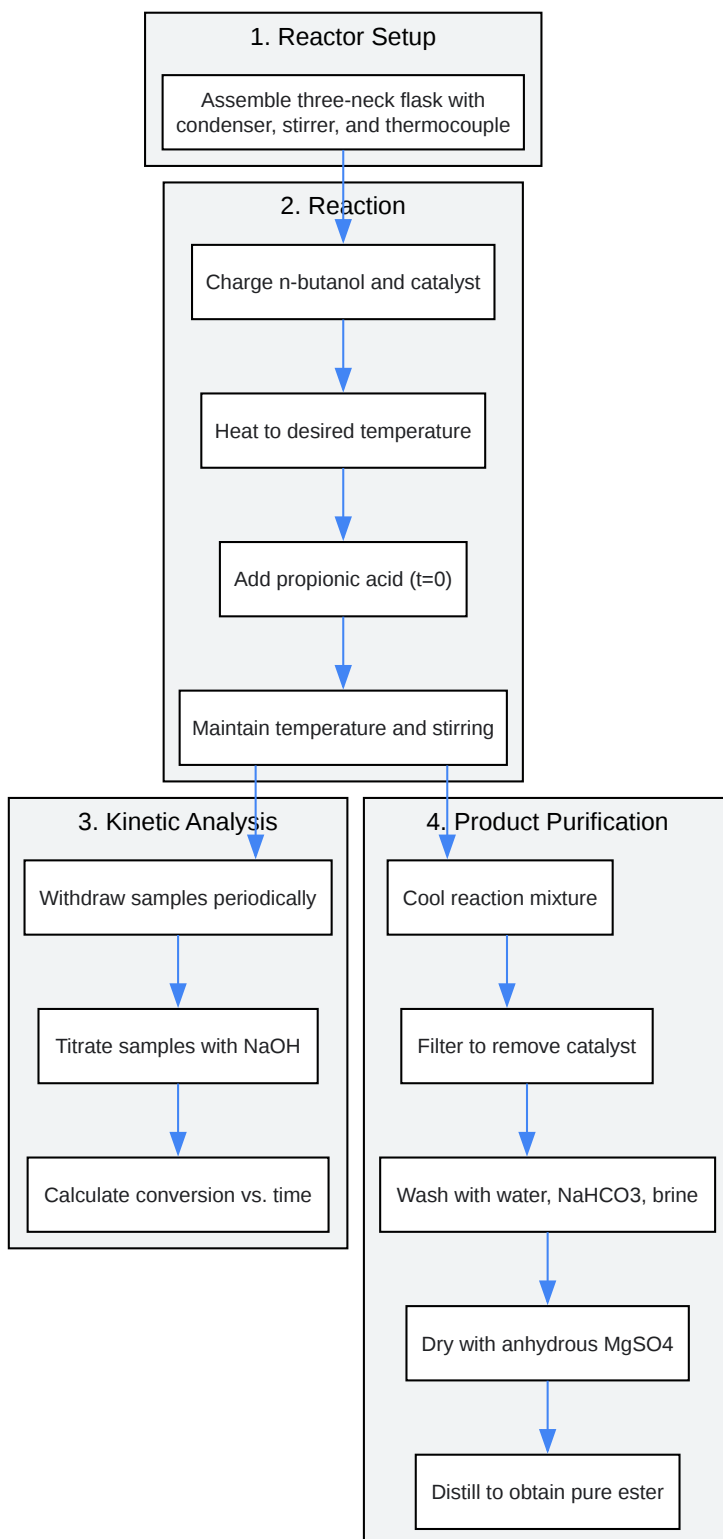 1. Reactor Setup
Assemble three-neck flask with
condenser, stirrer, and thermocouple
2. Reaction
Charge n-butanol and catalyst
Heat to desired temperature
Add propionic acid (t=0)
Maintain temperature and stirring
3. Kinetic Analysis
Withdraw samples periodically
Titrate samples with NaOH
Calculate conversion vs. time
4. Product Purification
Cool reaction mixture
Filter to remove catalyst
Wash with water, NaHCO3, brine
Dry with anhydrous MgSO4
Distill to obtain pure ester